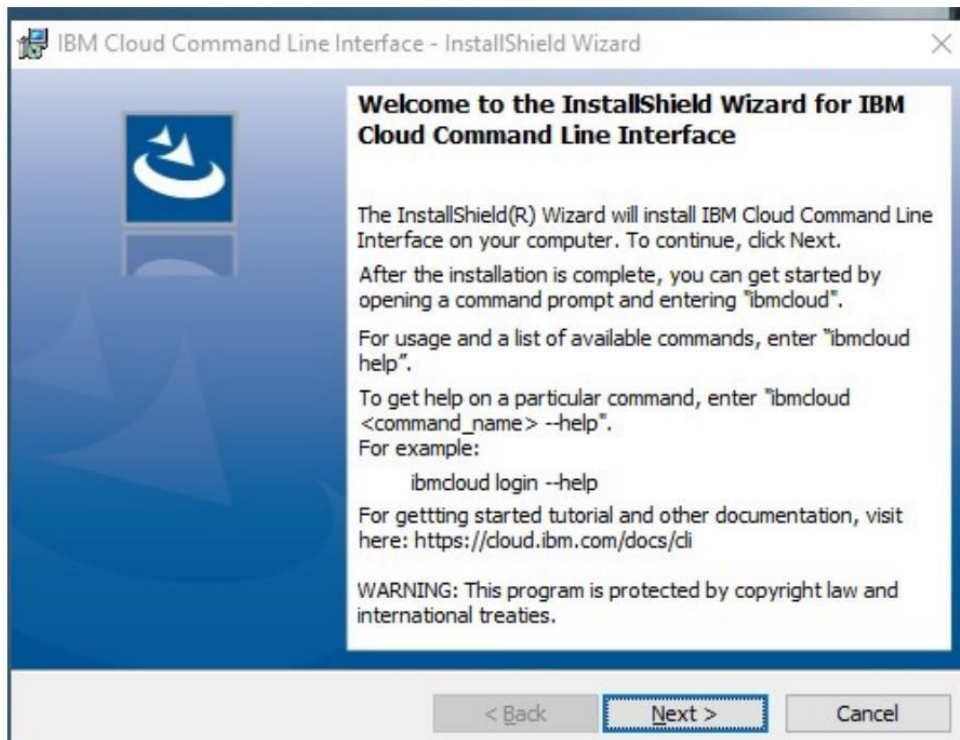 IBM Cloud Command Line Interface - InstallShield Wizard
Welcome to the InstallShield Wizard for IBM
Cloud Command Line Interface
The InstallShield(R) Wizard will install IBM Cloud Command Line
Interface on your computer. To continue, click Next.
After the installation is complete, you can get started by
opening a command prompt and entering "ibmcloud".
For usage and a list of available commands, enter “ibmcloud
help”.
To get help on a particular command, enter "ibmcloud
<command_name> --help".
For example:
ibmcloud login --help
For gettting started tutorial and other documentation, visit
here: https://cloud.ibm.com/docs/cli
WARNING: This program is protected by copyright law and
international treaties.
< Back
Next >
Cancel